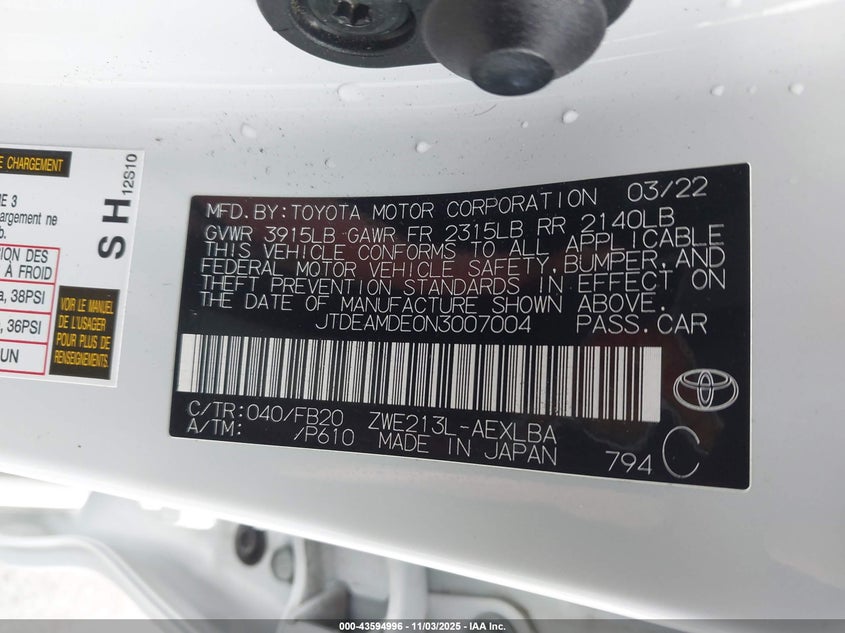 E CHARGEMENT
E 3
argement ne
b.
SION DES
À FROID
a, 38PSI
, 36PSI
UN
SH
12S10
VOIR LE MANUEL
DE L'USAGER
POUR PLUS DE
RENSEIGNEMENTS.
MFD. BY: TOYOTA MOTOR CORPORATION 03/22
GVWR 3915LB GAWR FR 2315LB RR 2140LB
THIS VEHICLE CONFORMS TO ALL APPLICABLE
FEDERAL MOTOR VEHICLE SAFETY, BUMPER, AND
THEFT PREVENTION STANDARDS IN EFFECT ON
THE DATE OF MANUFACTURE SHOWN ABOVE.
JTDEAMDE0N3007004 PASS. CAR
C/TR: 040/FB20 ZWE213L-AEXLBA
A/TM: /P610 MADE IN JAPAN 794 C
000-43594996 - 11/03/2025 - IAA Inc.